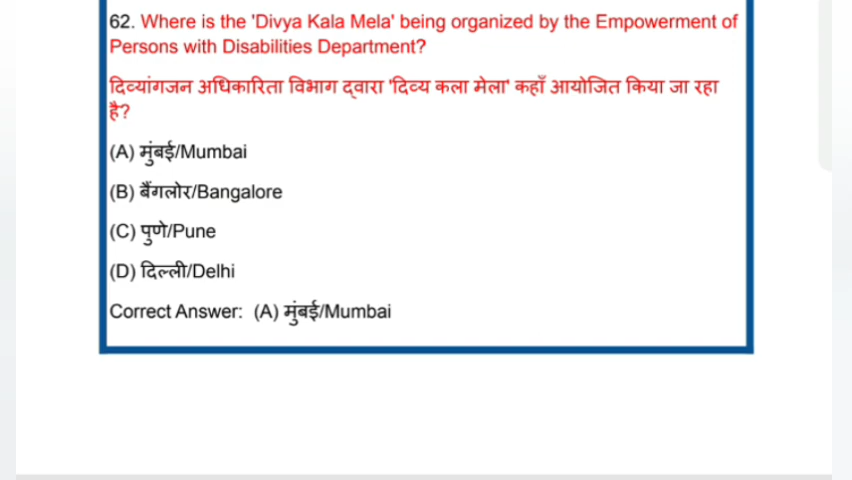 62. Where is the 'Divya Kala Mela' being organized by the Empowerment of
Persons with Disabilities Department?
दिव्यांगजन अधिकारिता विभाग द्वारा 'दिव्य कला मेला' कहाँ आयोजित किया जा रहा
है?
(A) मुंबई/Mumbai
(B) बैंगलोर/Bangalore
(C) पुणे/Pune
(D) दिल्ली/Delhi
Correct Answer: (A) मुंबई/Mumbai